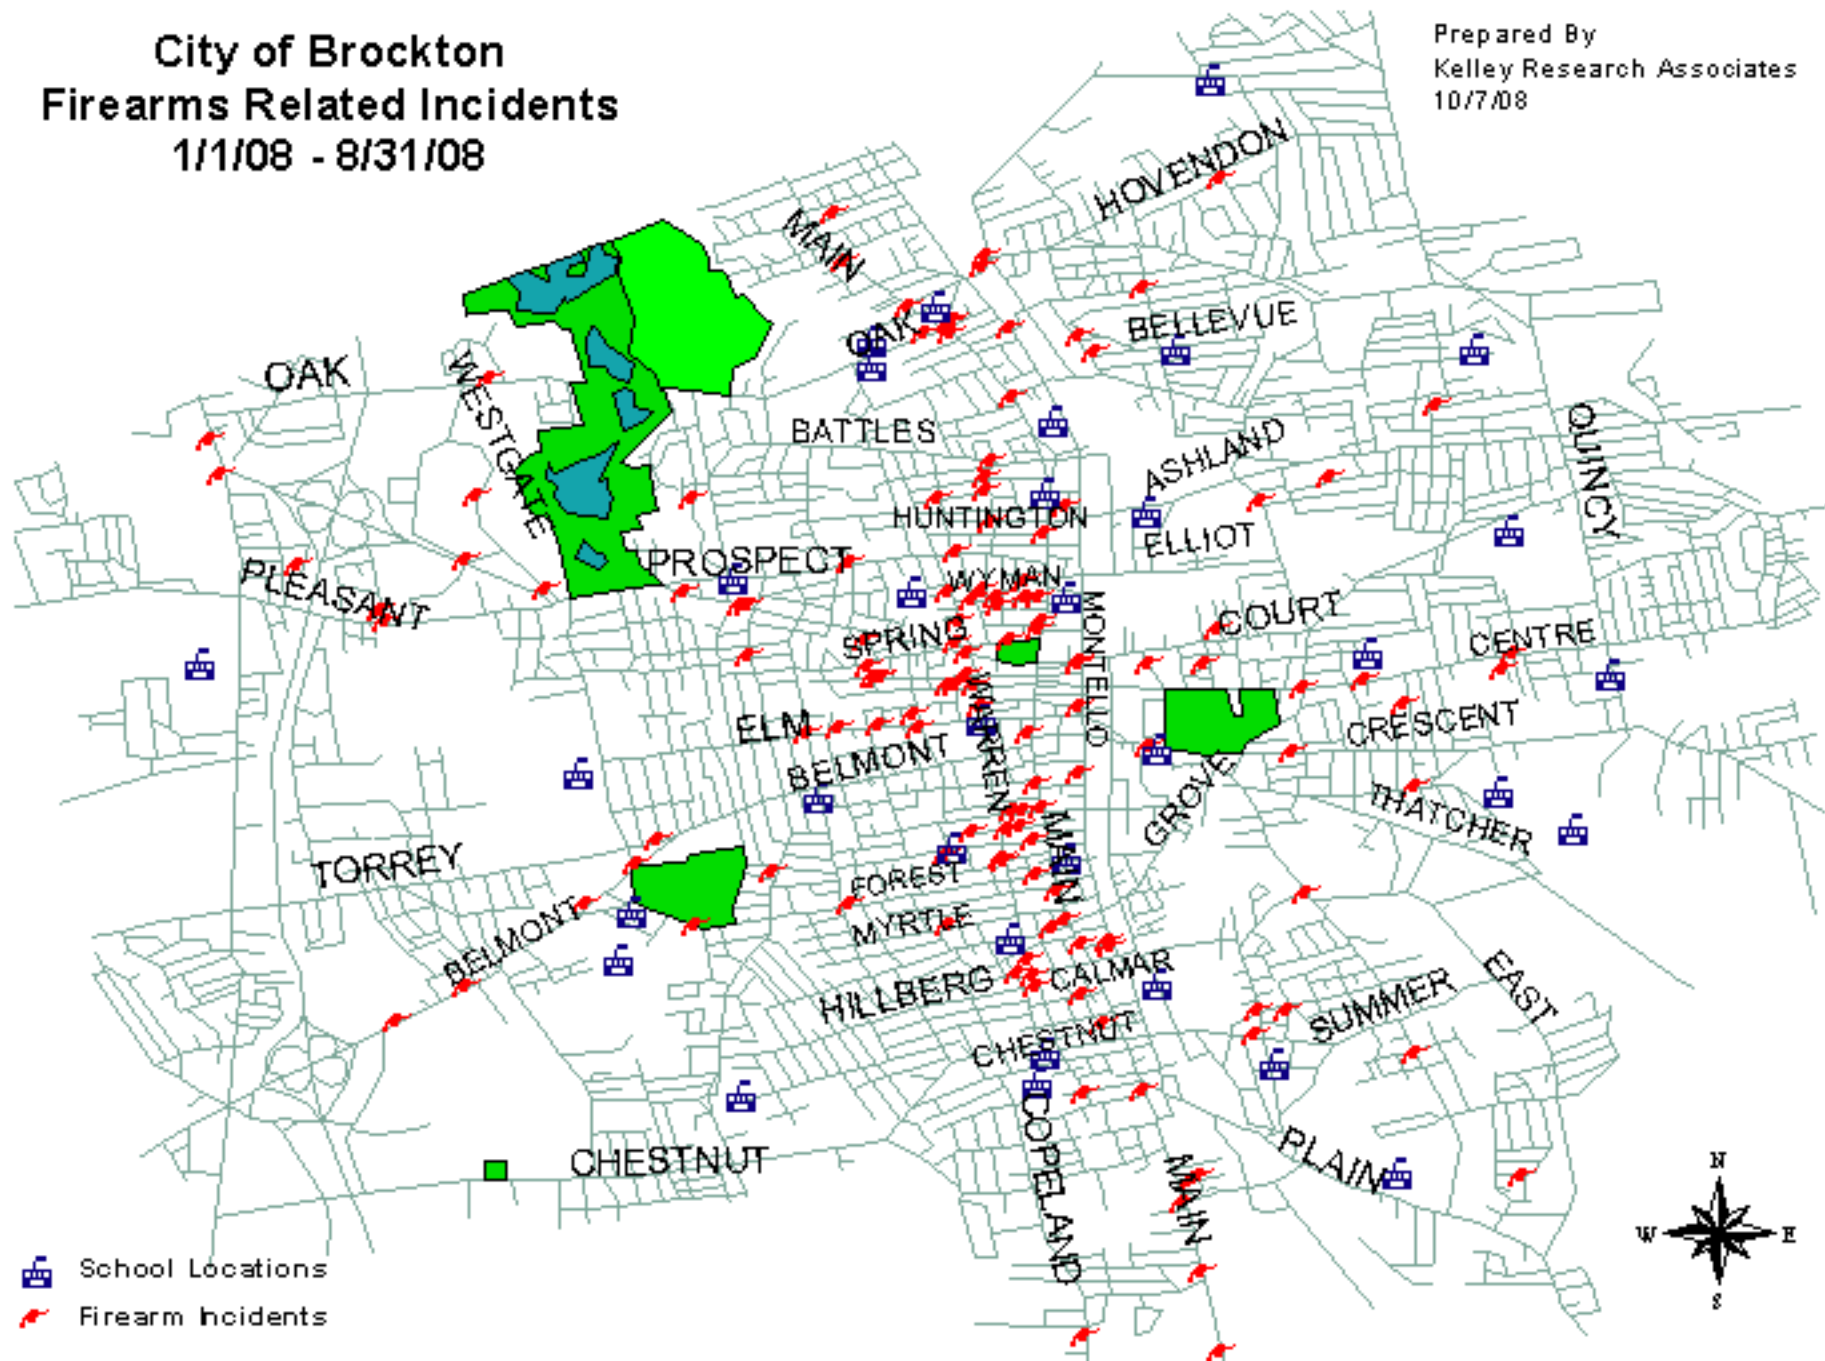 City of Brockton
Firearms Related Incidents
1/1/08 - 8/31/08
Prepared By
Kelley Research Associates
10/7/08
HOVENDON
MAIN
OAK
BELLEVUE
OAK
WESTGATE
BATTLES
ASHLAND
QUINCY
HUNTINGTON
ELLIOT
PROSPECT
WYMAN
PLEASANT
MONTELLO
COURT
SPRING
CENTRE
WARREN
ELM
CRESCENT
BELMONT
GROVE
THATCHER
MAIN
TORREY
FOREST
MYRTLE
BELMONT
HILLBERG
CALMAR
SUMMER
EAST
CHESTNUT
COPELAND
PLAIN
CHESTNUT
MAIN
N
W
E
S
School Locations
Firearm Incidents